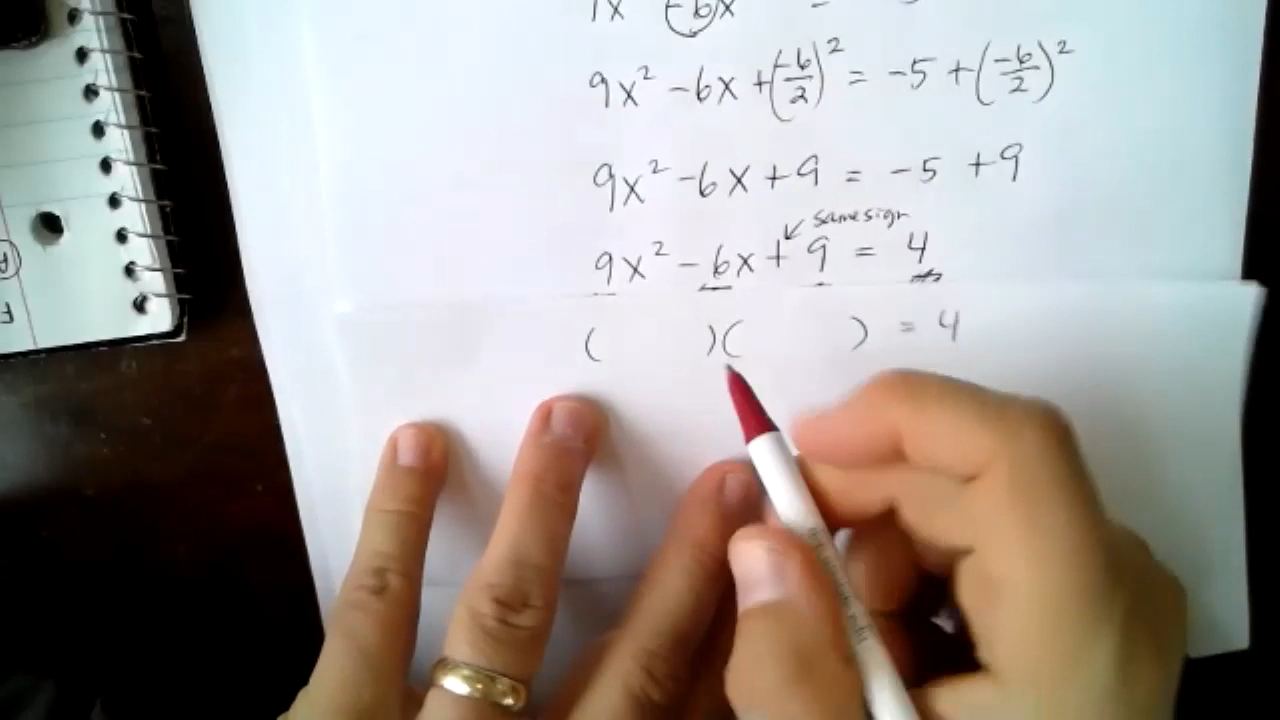 9x² - 6x + (-6/2)² = -5 + (-6/2)²
9x² - 6x + 9 = -5 + 9
same sign
9x² - 6x + 9 = 4
( )( ) = 4